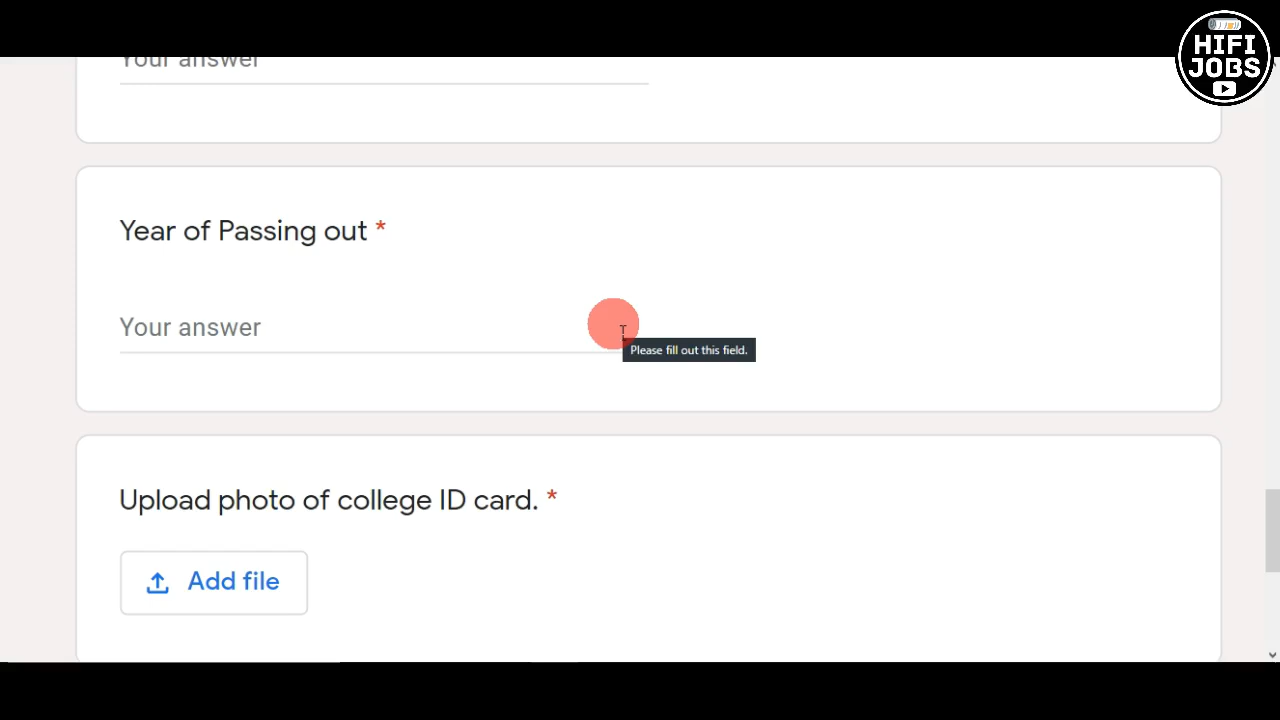 HIFI
JOBS
Your answer
Year of Passing out *
Your answer
Please fill out this field.
Upload photo of college ID card. *
Add file